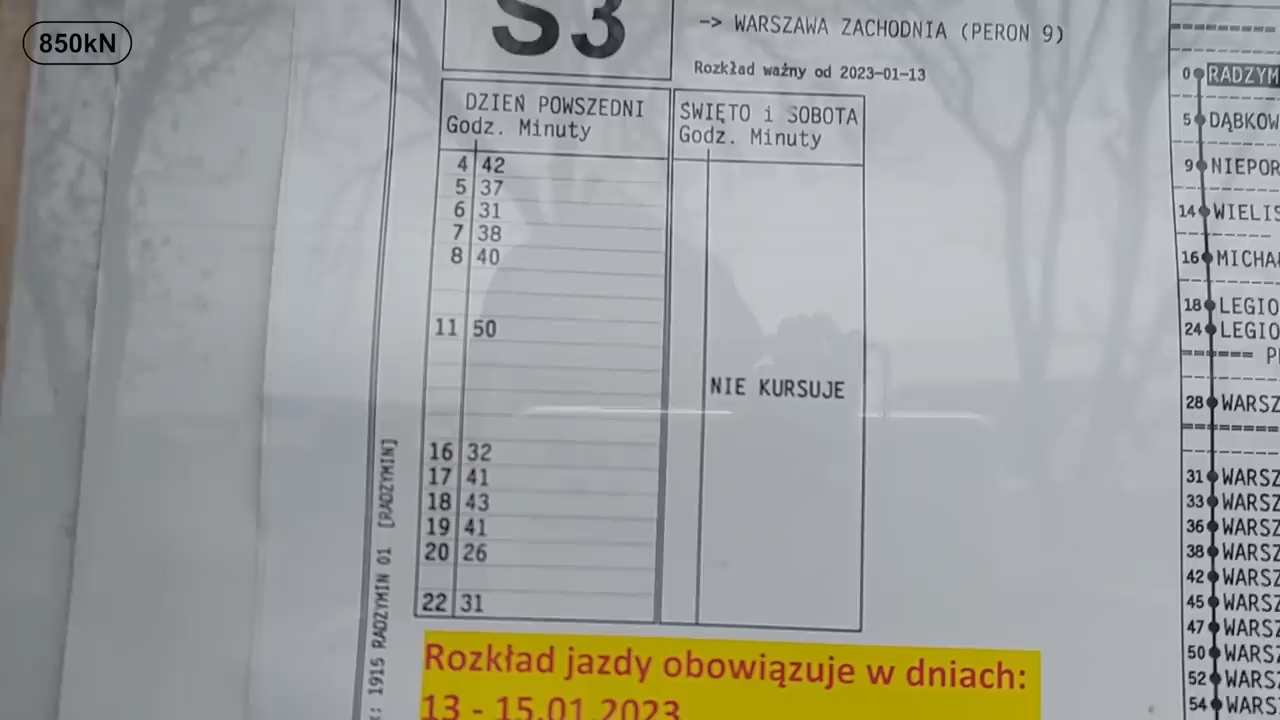 850kN
S3
-> WARSZAWA ZACHODNIA (PERON 9)
Rozkład ważny od 2023-01-13
DZIEŃ POWSZEDNI
Godz. Minuty
4 42
5 37
6 31
7 38
8 40
11 50
16 32
17 41
18 43
19 41
20 26
22 31
ŚWIĘTO i SOBOTA
Godz. Minuty
NIE KURSUJE
1915 RADZYMIN 01 [RADZYMIN]
Rozkład jazdy obowiązuje w dniach:
13 - 15.01.2023
0 RADZYM
5 DĄBKOW
9 NIEPOR
14 WIELIS
16 MICHA
18 LEGIO
24 LEGIO
28 WARSZ
31 WARSZ
33 WARSZ
36 WARSZ
38 WARSZ
42 WARSZ
45 WARSZ
47 WARSZ
50 WARSZ
52 WARSZ
54 WARSZ